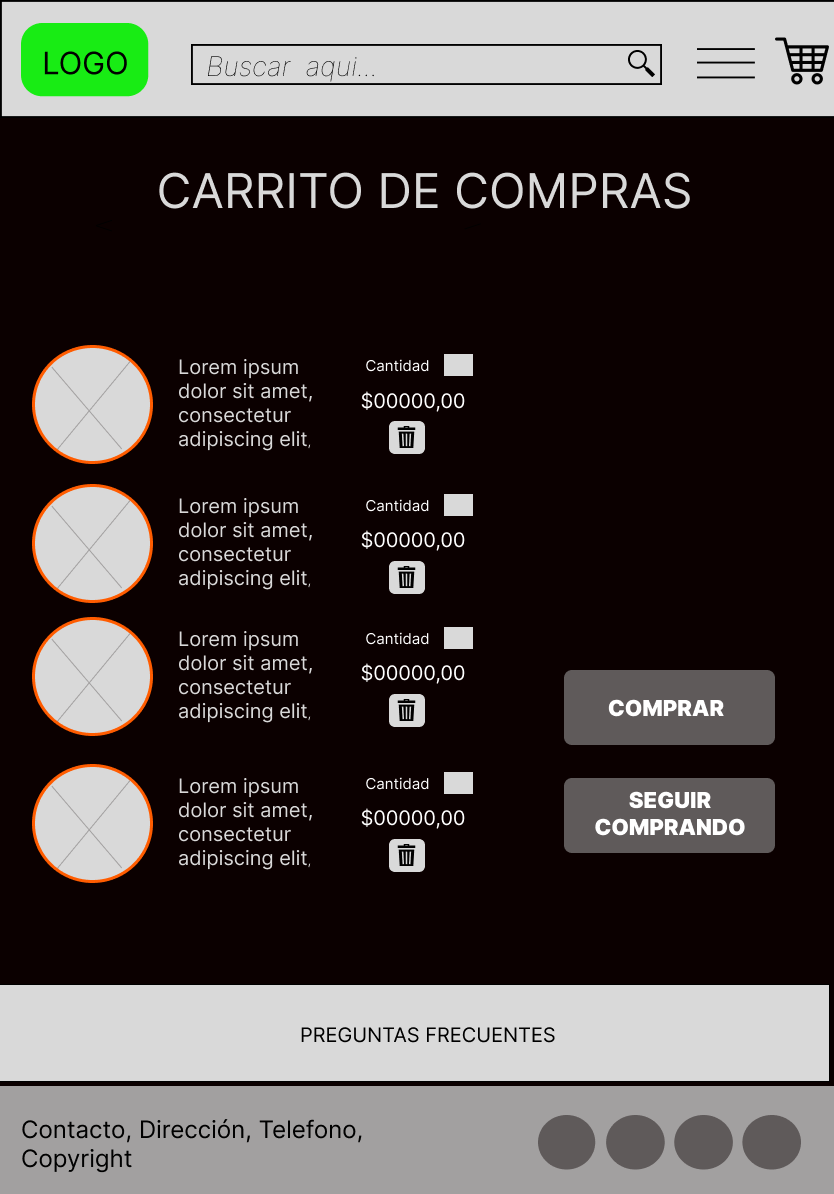 LOGO
Buscar aqui...
CARRITO DE COMPRAS
Lorem ipsum
dolor sit amet,
consectetur
adipiscing elit,
Cantidad
$00000,00
Lorem ipsum
dolor sit amet,
consectetur
adipiscing elit,
Cantidad
$00000,00
Lorem ipsum
dolor sit amet,
consectetur
adipiscing elit,
Cantidad
$00000,00
COMPRAR
Lorem ipsum
dolor sit amet,
consectetur
adipiscing elit,
Cantidad
$00000,00
SEGUIR
COMPRANDO
PREGUNTAS FRECUENTES
Contacto, Dirección, Telefono,
Copyright